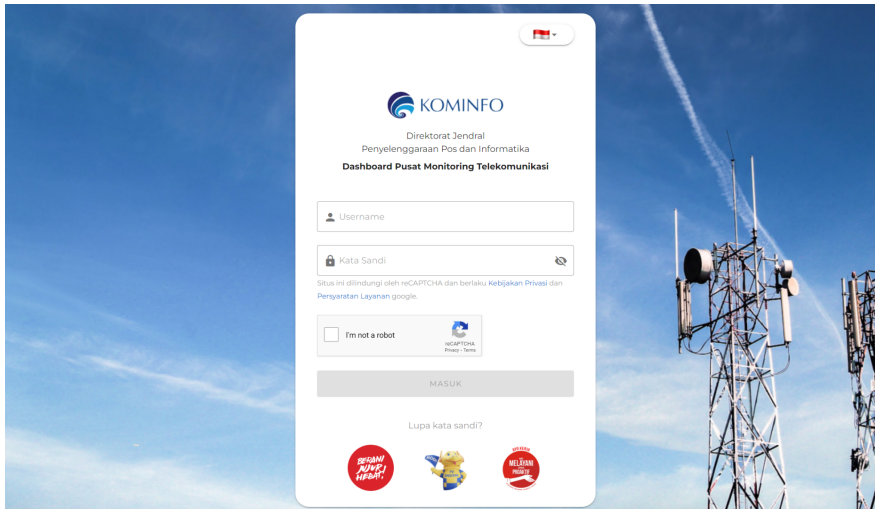 KOMINFO
Direktorat Jendral
Penyelenggaraan Pos dan Informatika
Dashboard Pusat Monitoring Telekomunikasi
Username
Kata Sandi
Situs ini dilindungi oleh reCAPTCHA dan berlaku Kebijakan Privasi dan
Persyaratan Layanan google.
I'm not a robot
reCAPTCHA
Privacy - Terms
MASUK
Lupa kata sandi?
BERANI
JUJUR
HEBAT!
MELAYANI
PROAKTIF